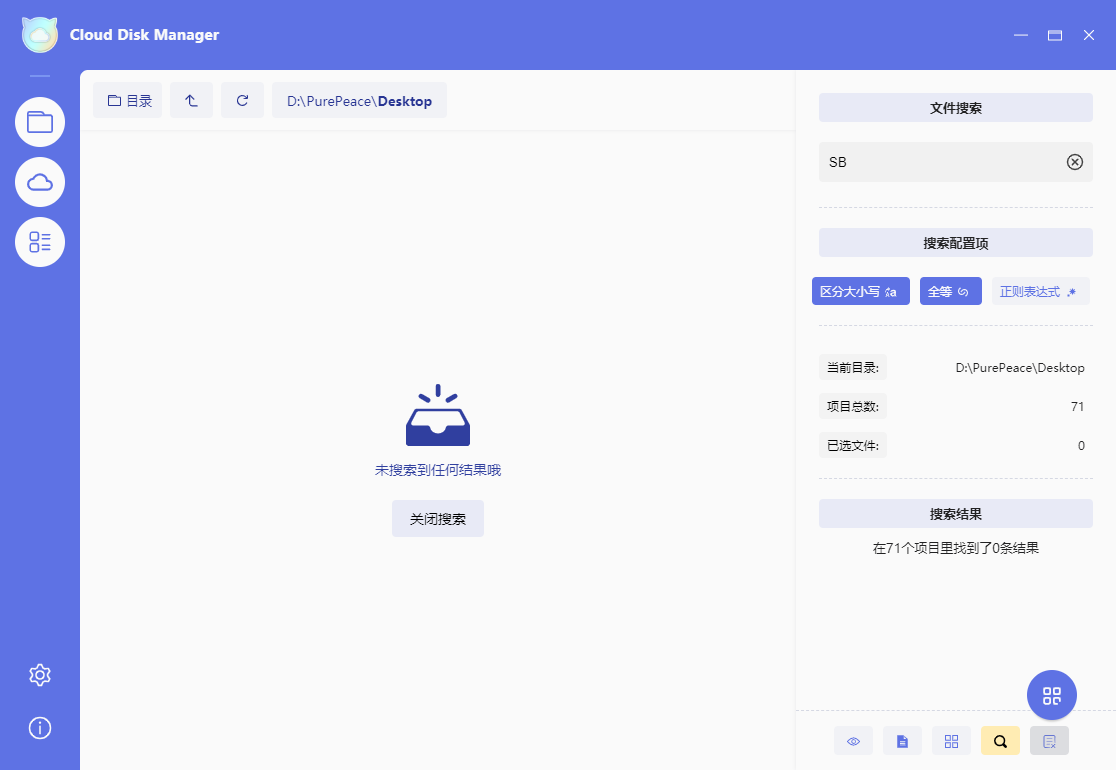 Cloud Disk Manager
目录
D:\PurePeace\Desktop
未搜索到任何结果哦
关闭搜索
文件搜索
SB
搜索配置项
区分大小写
全等
正则表达式
当前目录: D:\PurePeace\Desktop
项目总数: 71
已选文件: 0
搜索结果
在71个项目里找到了0条结果